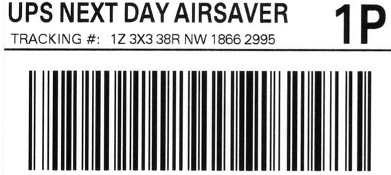 UPS NEXT DAY AIRSAVER
1P
TRACKING #: 1Z 3X3 38R NW 1866 2995